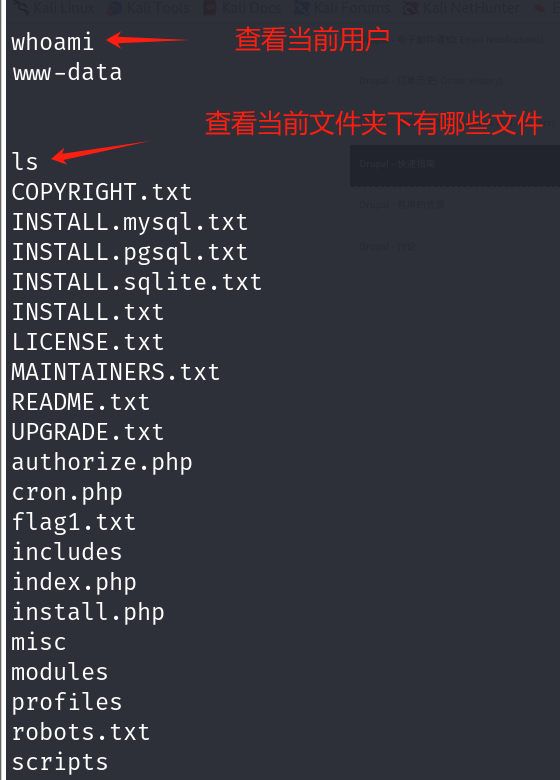 Kali Linux Kali Tools Kali Docs Kali Forums Kali NetHunter
whoami 查看当前用户
www-data
查看当前文件夹下有哪些文件
ls
COPYRIGHT.txt
INSTALL.mysql.txt
INSTALL.pgsql.txt
INSTALL.sqlite.txt
INSTALL.txt
LICENSE.txt
MAINTAINERS.txt
README.txt
UPGRADE.txt
authorize.php
cron.php
flag1.txt
includes
index.php
install.php
misc
modules
profiles
robots.txt
scripts